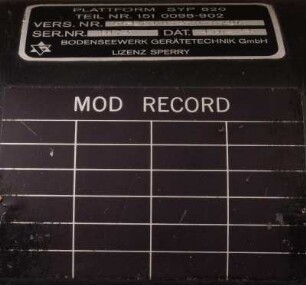 PLATTFORM SYP 820
TEIL NR. 151 0098-902
VERS. NR.
SER.NR. DAT.
BODENSEEWERK GERÄTETECHNIK GmbH
LIZENZ SPERRY
MOD RECORD